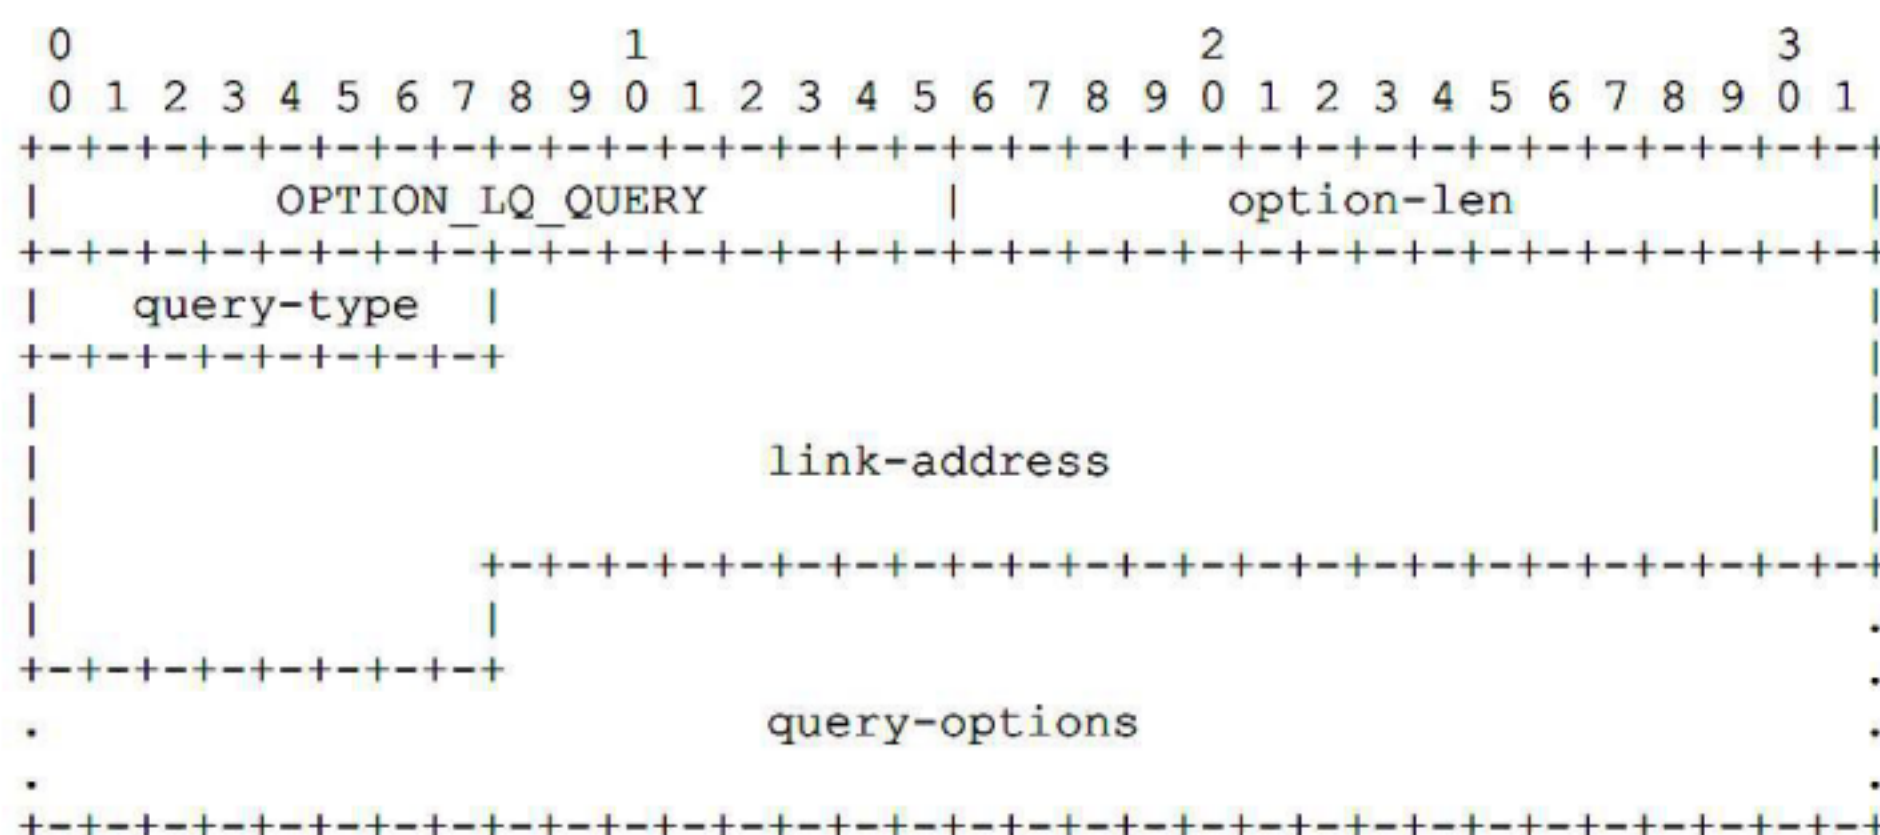 0                   1                   2                   3
 0 1 2 3 4 5 6 7 8 9 0 1 2 3 4 5 6 7 8 9 0 1 2 3 4 5 6 7 8 9 0 1
+-+-+-+-+-+-+-+-+-+-+-+-+-+-+-+-+-+-+-+-+-+-+-+-+-+-+-+-+-+-+-+-+
|        OPTION_LQ_QUERY        |         option-len            |
+-+-+-+-+-+-+-+-+-+-+-+-+-+-+-+-+-+-+-+-+-+-+-+-+-+-+-+-+-+-+-+-+
|   query-type  |                                               |
+-+-+-+-+-+-+-+-+                                               |
|                                                               |
|                         link-address                          |
|                                                               |
|               +-+-+-+-+-+-+-+-+-+-+-+-+-+-+-+-+-+-+-+-+-+-+-+-+
|               |                                               .
+-+-+-+-+-+-+-+-+                                               .
.                         query-options                         .
.                                                               .
+-+-+-+-+-+-+-+-+-+-+-+-+-+-+-+-+-+-+-+-+-+-+-+-+-+-+-+-+-+-+-+-+